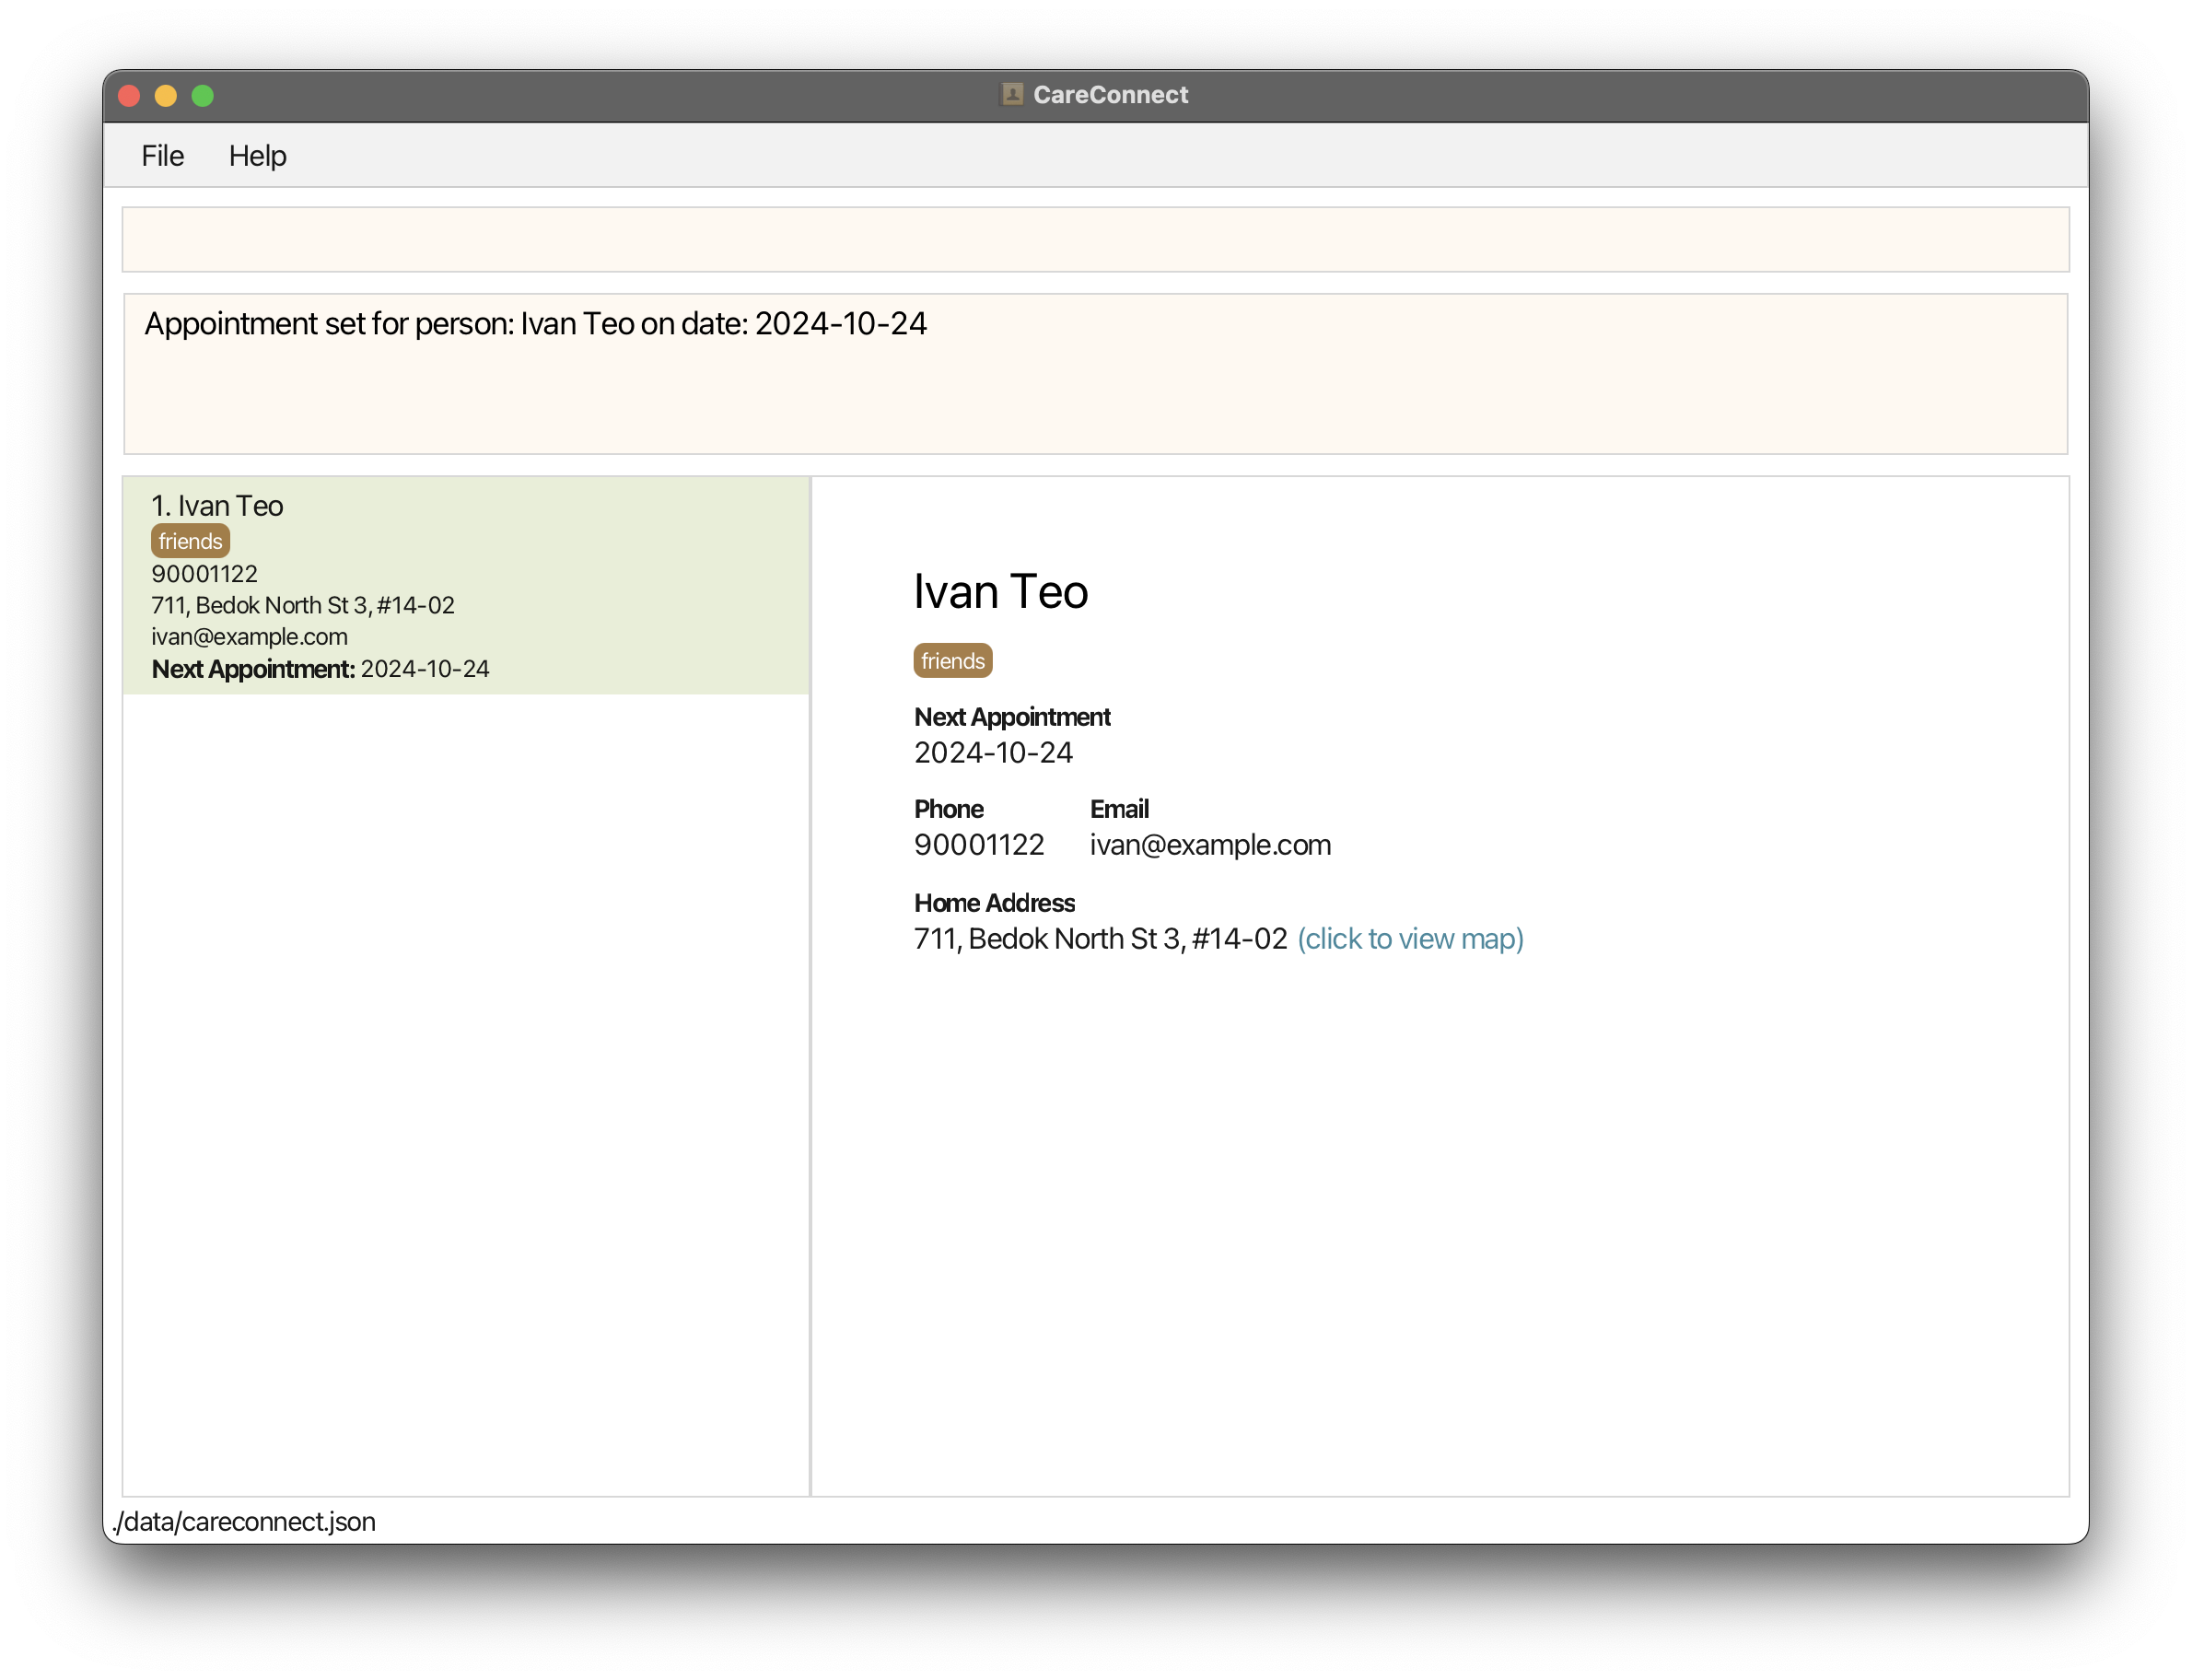 CareConnect
File Help
Appointment set for person: Ivan Teo on date: 2024-10-24
1. Ivan Teo
friends
90001122
711, Bedok North St 3, #14-02
ivan@example.com
Next Appointment: 2024-10-24
Ivan Teo
friends
Next Appointment
2024-10-24
Phone Email
90001122 ivan@example.com
Home Address
711, Bedok North St 3, #14-02 (click to view map)
./data/careconnect.json